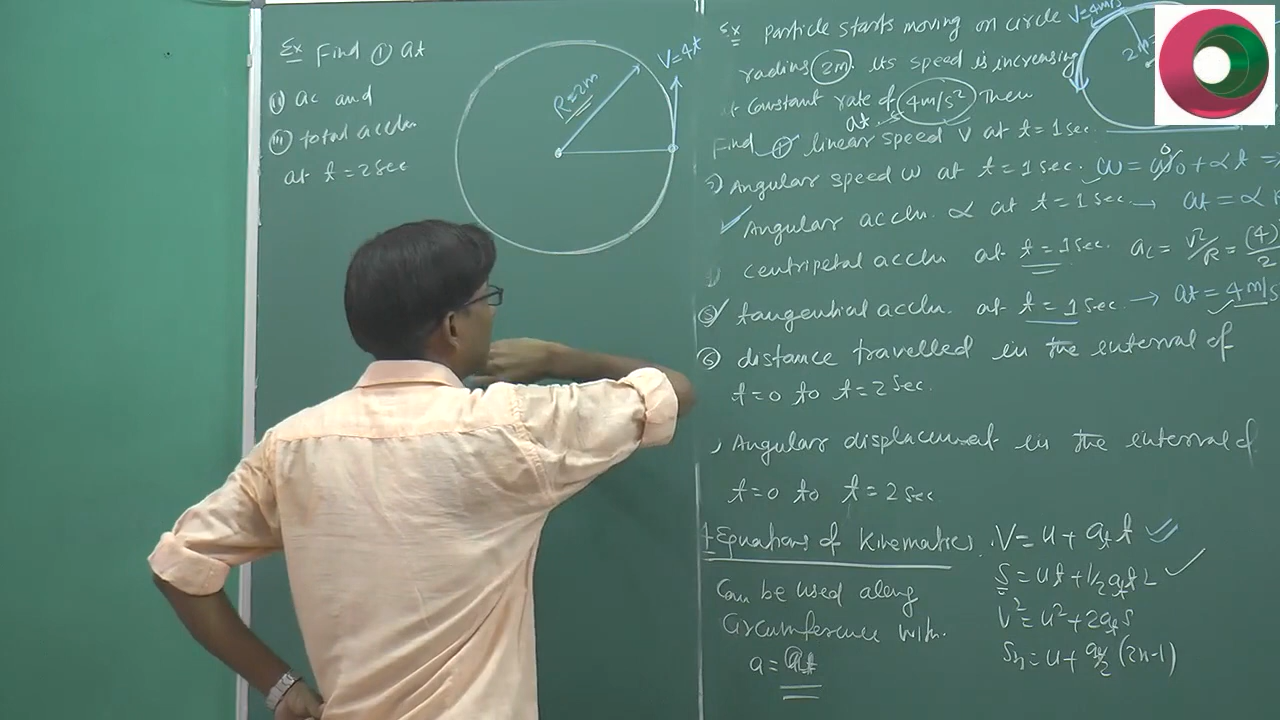 Ex Find ① at
ⅱ ac and
ⅲ total accln.
at t = 2 sec
R=2m
V=4t
Ex Particle starts moving on circle
radius 2m. its speed is increasing
at constant rate of 4m/s² Then
at
Find ① linear speed V at t = 1 sec.
2) Angular speed ω at t = 1 sec. ω = ω₀ + αt ⇒
0
Angular accln. α at t = 1 sec. → at = α R
centripetal accln at t = 1 sec. ac = V²/R = (4)/2
⑤ tangential accln. at t = 1 sec. → at = 4 m/s
⑥ distance travelled in the interval of
t = 0 to t = 2 sec.
Angular displacement in the interval of
t = 0 to t = 2 sec
Equations of kinematics.
Can be used along
circumference with.
a = at
V = u + at t
S = ut + 1/2 at t2
V² = u² + 2 at S
Sn = u + at/2 (2n-1)
V=4m/s